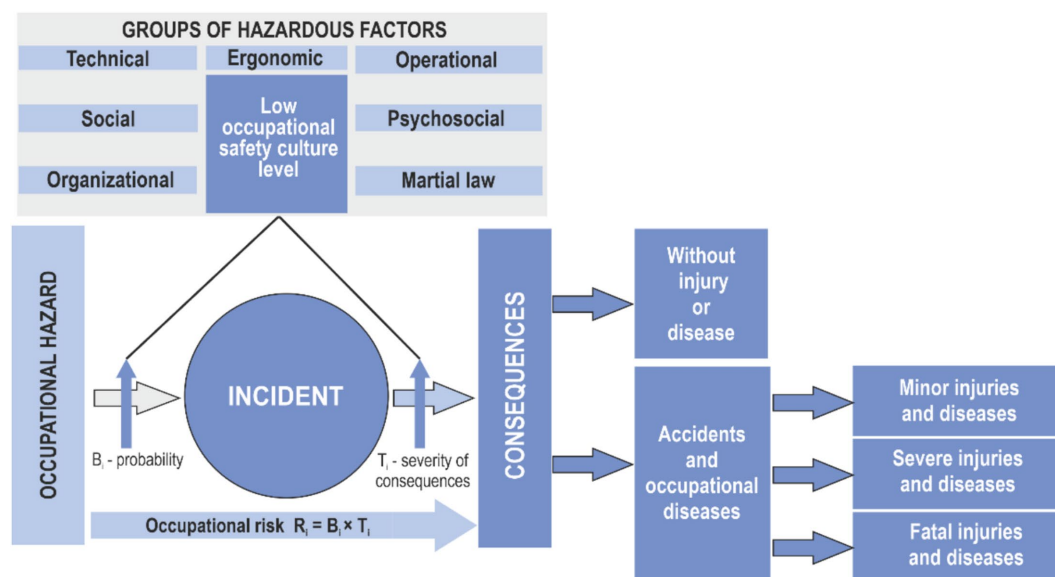 GROUPS OF HAZARDOUS FACTORS
Technical
Ergonomic
Operational
Social
Low
occupational
safety culture
level
Psychosocial
Organizational
Martial law
OCCUPATIONAL HAZARD
INCIDENT
Bᵢ - probability
Tᵢ - severity of
consequences
Occupational risk Rᵢ = Bᵢ × Tᵢ
CONSEQUENCES
Without
injury
or
disease
Accidents
and
occupational
diseases
Minor injuries
and diseases
Severe injuries
and diseases
Fatal injuries
and diseases